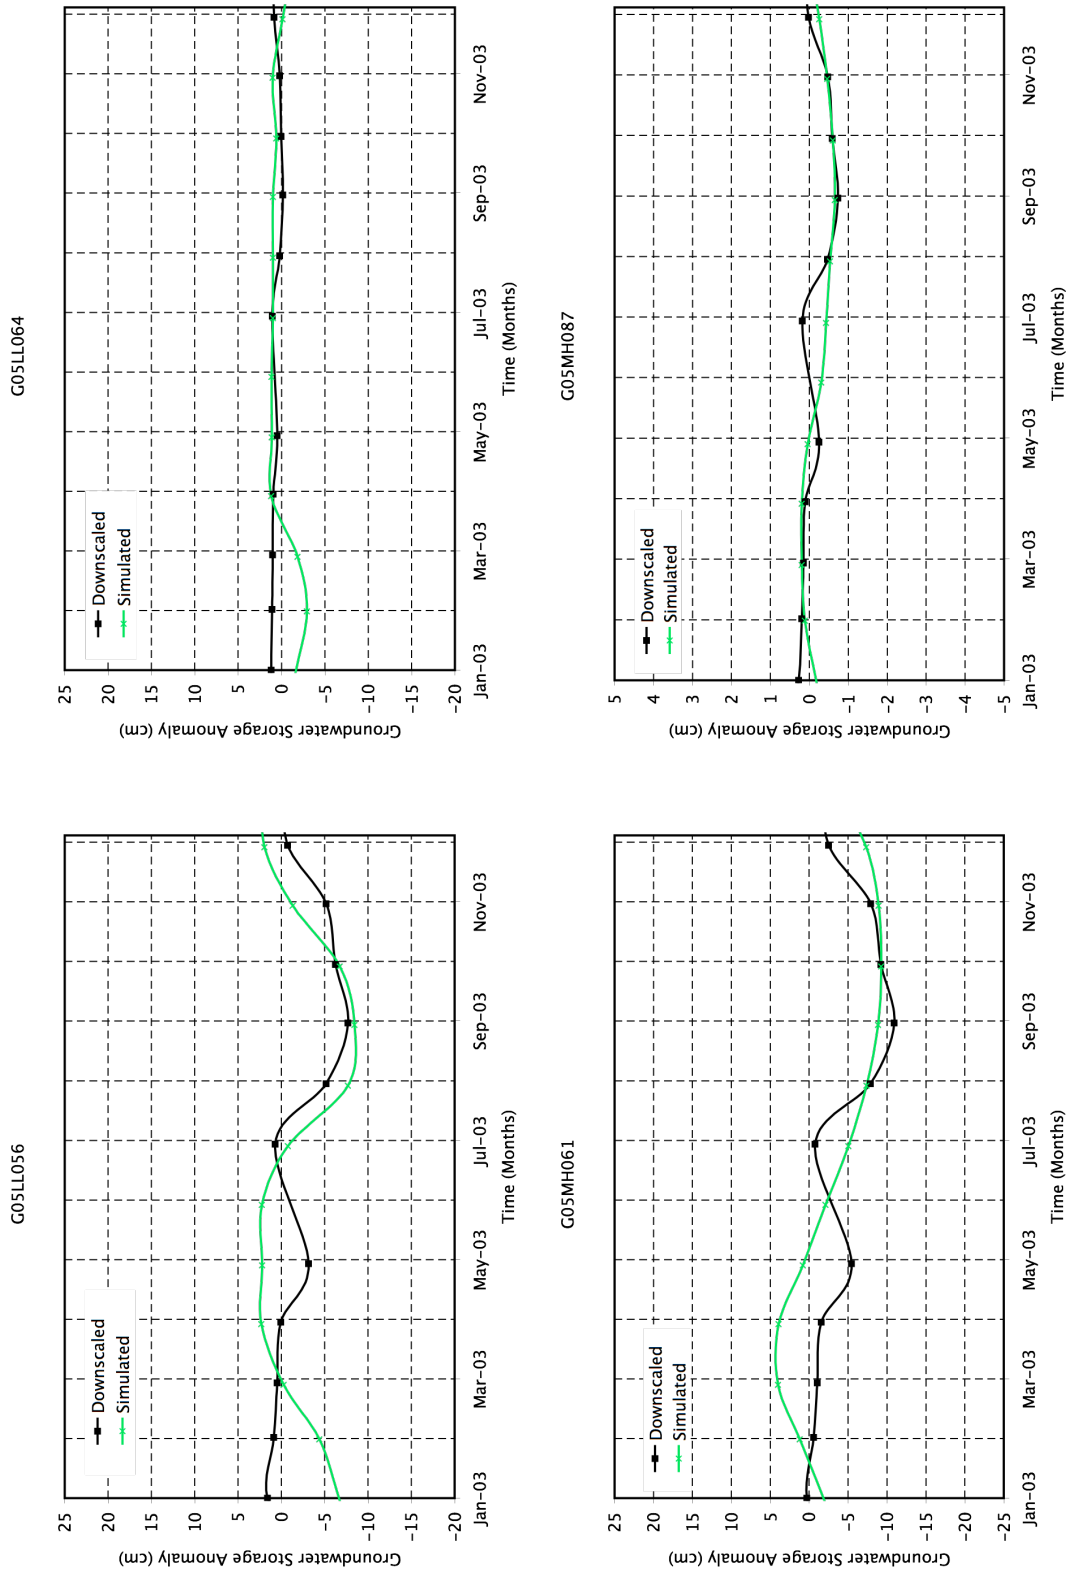 G05LL056
Groundwater Storage Anomaly (cm)
25
20
15
10
5
0
−5
−10
−15
−20
Downscaled
Simulated
Jan−03 Mar−03 May−03 Jul−03 Sep−03 Nov−03
Time (Months)
G05LL064
Groundwater Storage Anomaly (cm)
25
20
15
10
5
0
−5
−10
−15
−20
Downscaled
Simulated
Jan−03 Mar−03 May−03 Jul−03 Sep−03 Nov−03
Time (Months)
G05MH061
Groundwater Storage Anomaly (cm)
25
20
15
10
5
0
−5
−10
−15
−20
−25
Downscaled
Simulated
Jan−03 Mar−03 May−03 Jul−03 Sep−03 Nov−03
Time (Months)
G05MH087
Groundwater Storage Anomaly (cm)
5
4
3
2
1
0
−1
−2
−3
−4
−5
Downscaled
Simulated
Jan−03 Mar−03 May−03 Jul−03 Sep−03 Nov−03
Time (Months)